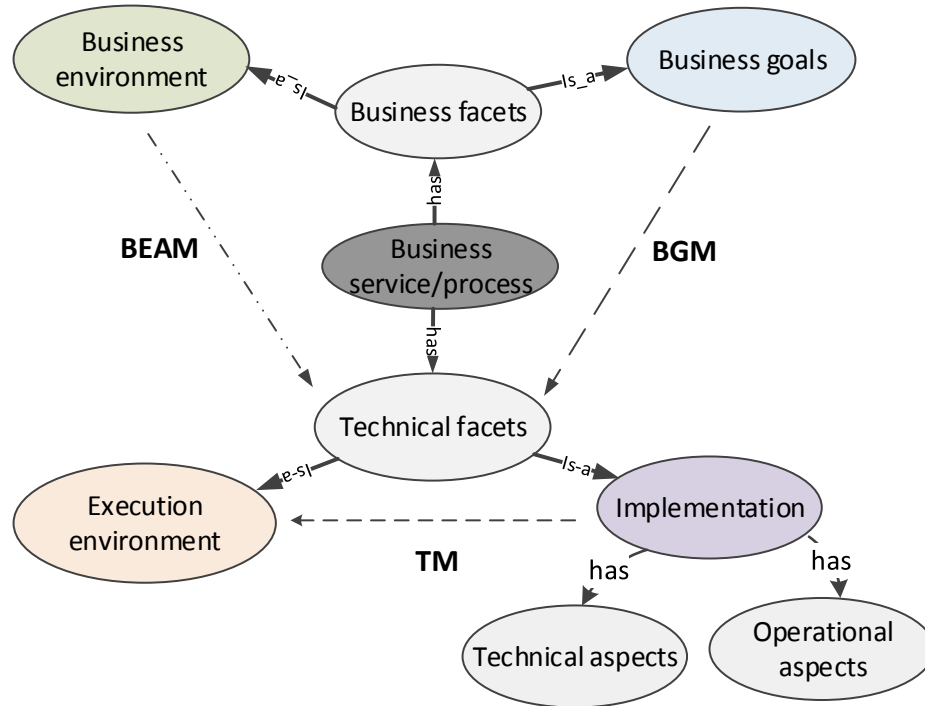 Business
environment
Business goals
Is_a
Is_a
Business facets
has
BEAM
Business
service/process
BGM
has
Technical facets
Is-a
Is-a
Execution
environment
Implementation
TM
has
has
Technical aspects
Operational
aspects